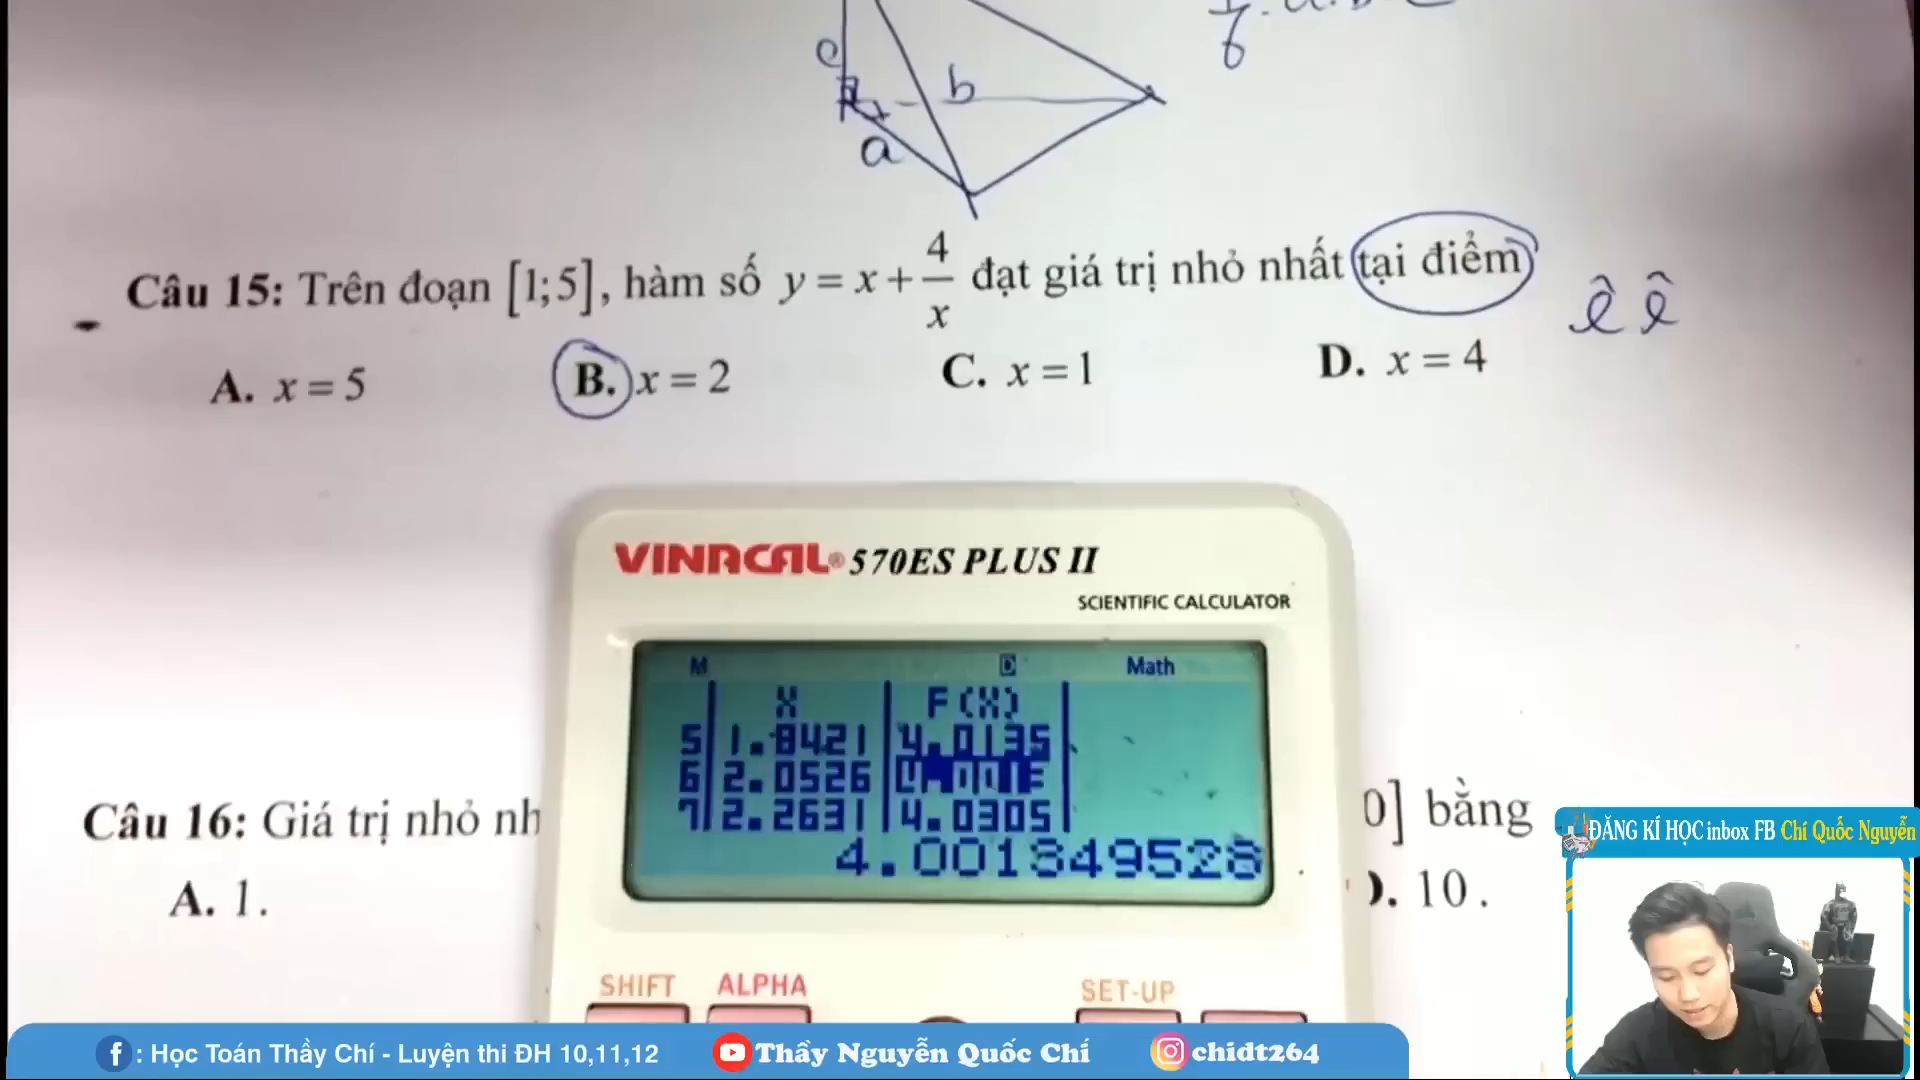 c
b
a
6
Câu 15: Trên đoạn [1;5], hàm số y = x + 4/x đạt giá trị nhỏ nhất tại điểm
ê ê
A. x = 5 B. x = 2 C. x = 1 D. x = 4
VINACAL® 570ES PLUS II
SCIENTIFIC CALCULATOR
M D Math
X F(X)
5 1.8421 4.0135
6 2.0526
7 2.2631 4.0305
4.001349528
Câu 16: Giá trị nhỏ nh 0] bằng
A. 1. D. 10.
SHIFT ALPHA SET-UP
ĐĂNG KÍ HỌC inbox FB Chí Quốc Nguyễn
f : Học Toán Thầy Chí - Luyện thi ĐH 10,11,12 Thầy Nguyễn Quốc Chí chidt264